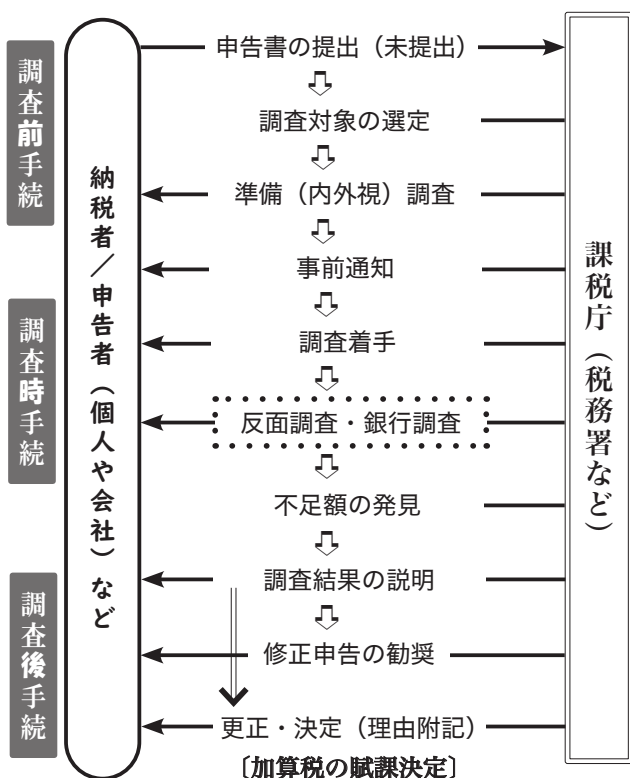 調査前手続
調査時手続
調査後手続
納税者／申告者（個人や会社）など
申告書の提出（未提出）
調査対象の選定
準備（内外視）調査
事前通知
調査着手
反面調査・銀行調査
不足額の発見
調査結果の説明
修正申告の勧奨
更正・決定（理由附記）
〔加算税の賦課決定〕
課税庁（税務署など）